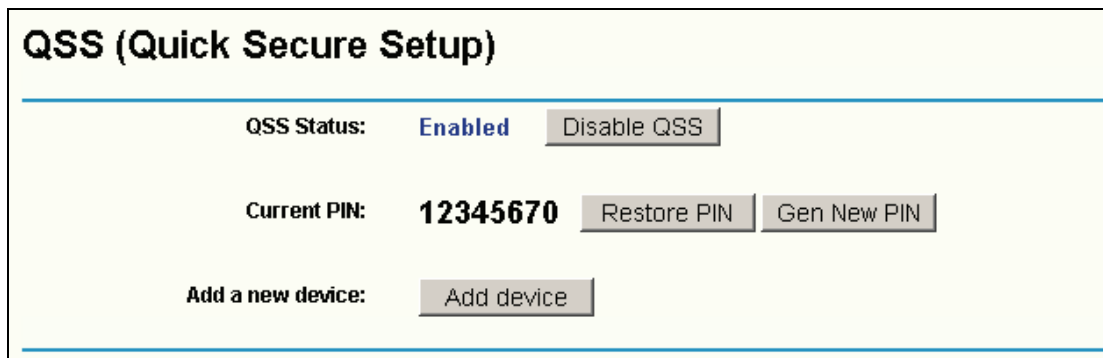 QSS (Quick Secure Setup)
QSS Status: Enabled Disable QSS
Current PIN: 12345670 Restore PIN Gen New PIN
Add a new device: Add device